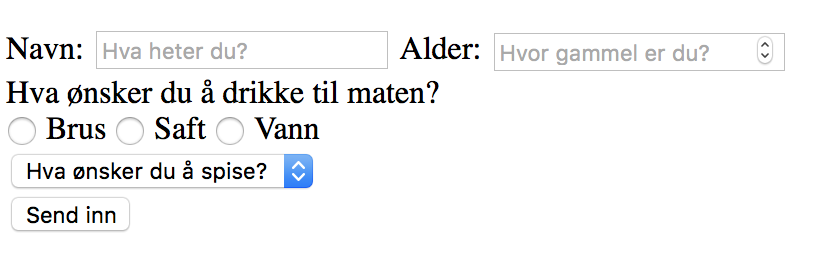 Navn: Hva heter du? Alder: Hvor gammel er du?
Hva ønsker du å drikke til maten?
Brus Saft Vann
Hva ønsker du å spise?
Send inn